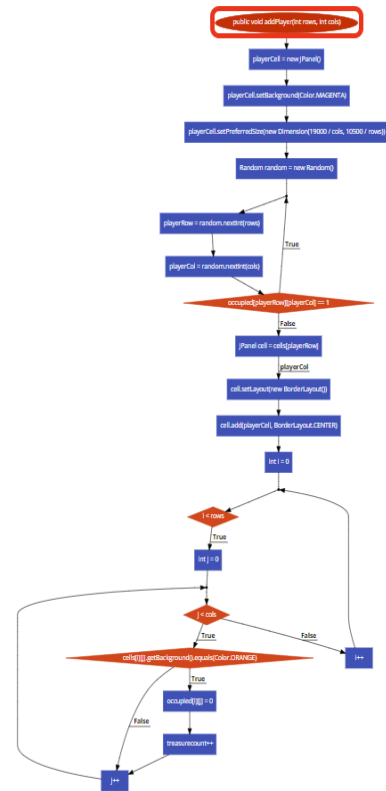 public void addPlayer(int rows, int cols)
playerCell = new JPanel()
playerCell.setBackground(Color.MAGENTA)
playerCell.setPreferredSize(new Dimension(19000 / cols, 10500 / rows))
Random random = new Random()
playerRow = random.nextInt(rows)
True
playerCol = random.nextInt(cols)
occupied[playerRow][playerCol] == 1
False
JPanel cell = cells[playerRow]
playerCol
cell.setLayout(new BorderLayout())
cell.add(playerCell, BorderLayout.CENTER)
int i = 0
i < rows
True
int j = 0
j < cols
True
False
cells[i][j].getBackground().equals(Color.ORANGE)
i++
True
occupied[i][j] = 0
False
treasurecount++
j++